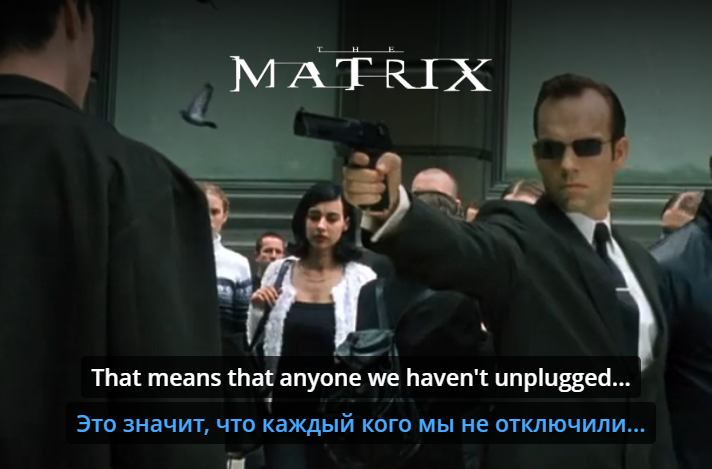 THE
MATRIX
That means that anyone we haven't unplugged...
Это значит, что каждый кого мы не отключили...